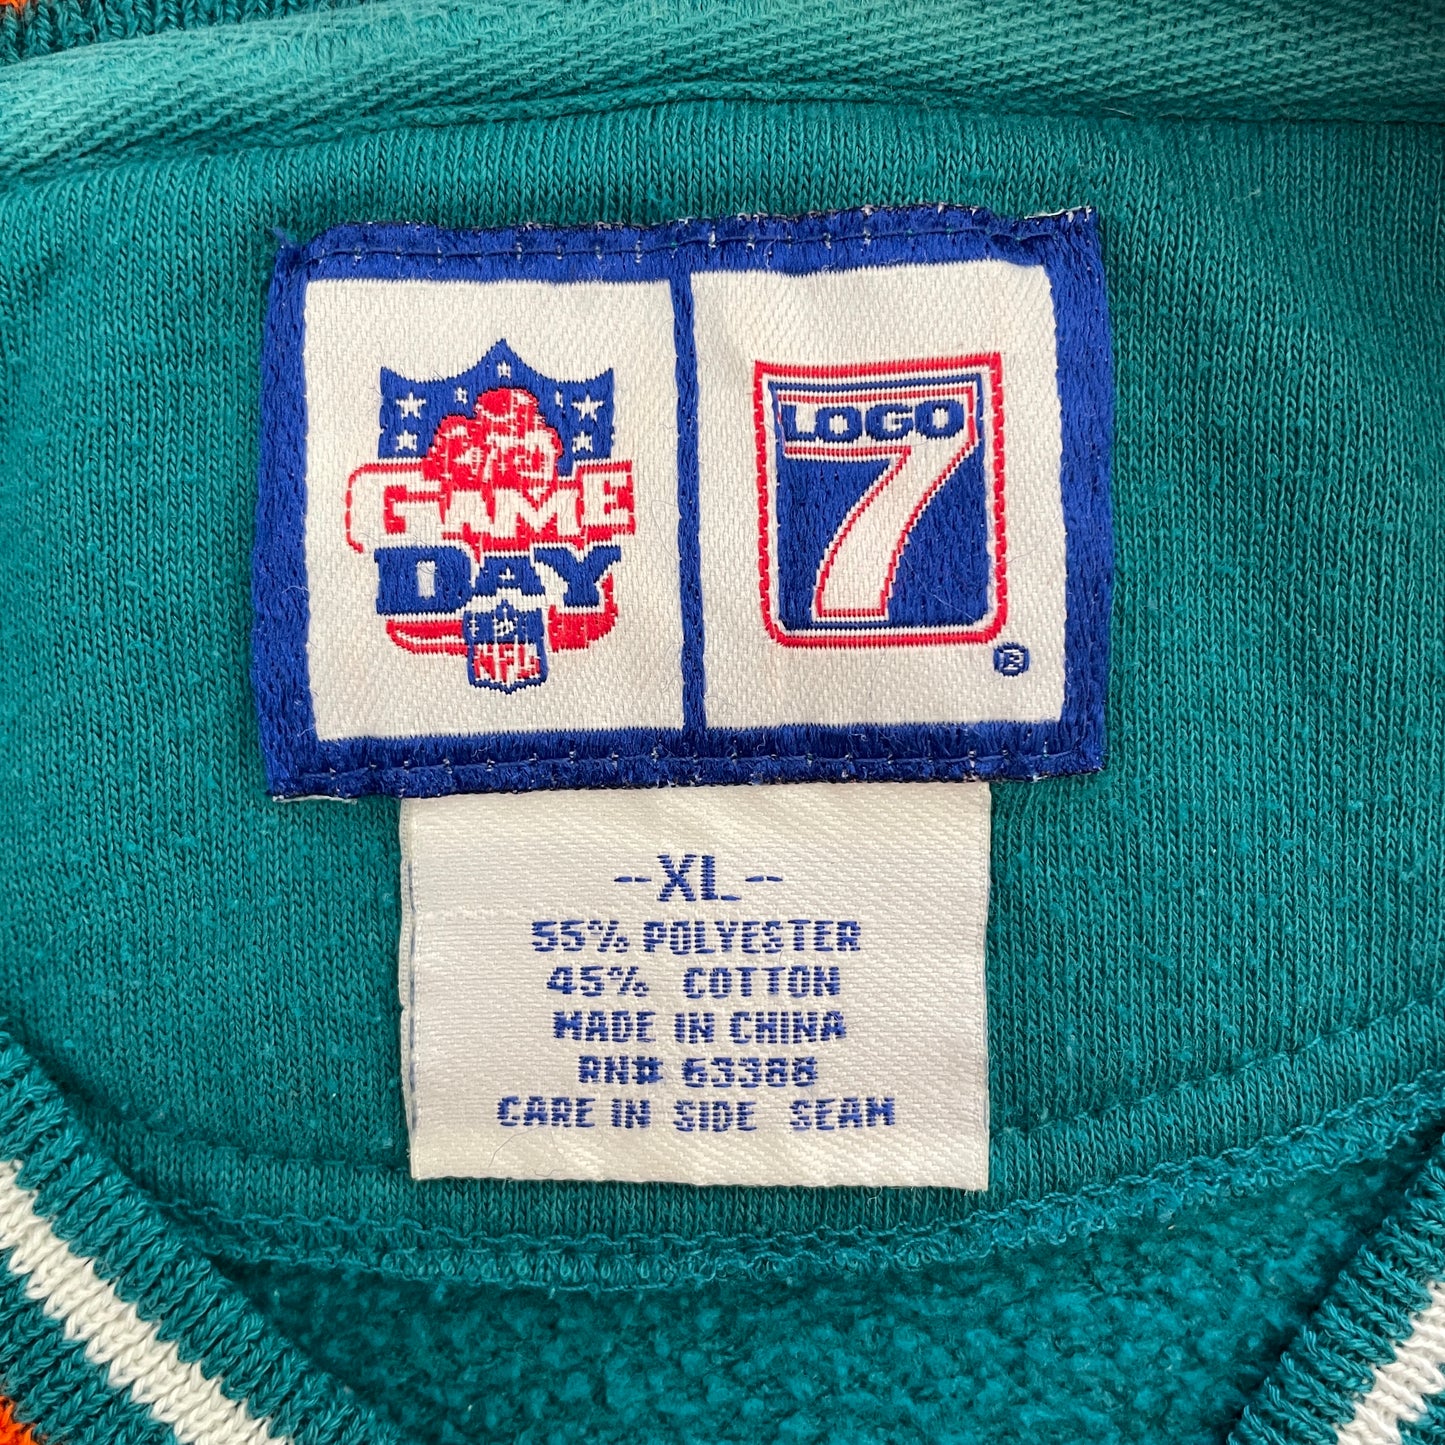 GAME
DAY
NFL
LOGO
7
®
--XL--
55% POLYESTER
45% COTTON
MADE IN CHINA
RN# 63388
CARE IN SIDE SEAM